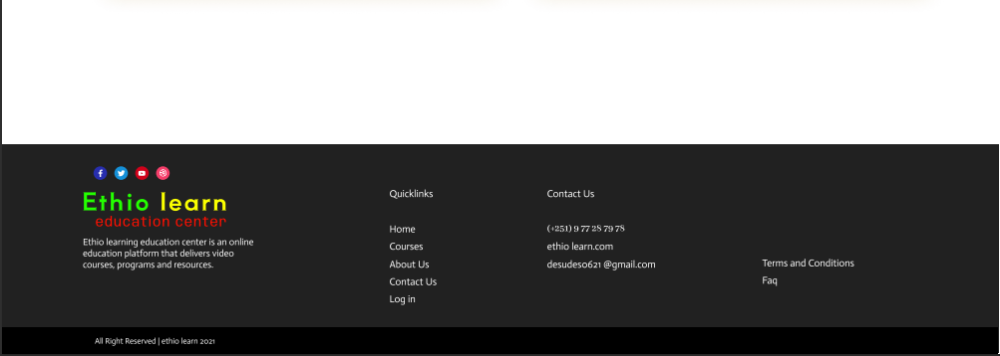 Ethio learn
education center
Ethio learning education center is an online
education platform that delivers video
courses, programs and resources.
Quicklinks
Home
Courses
About Us
Contact Us
Log in
Contact Us
(+251) 9 77 28 79 78
ethio learn.com
desudes0621 @gmail.com
Terms and Conditions
Faq
All Right Reserved | ethio learn 2021